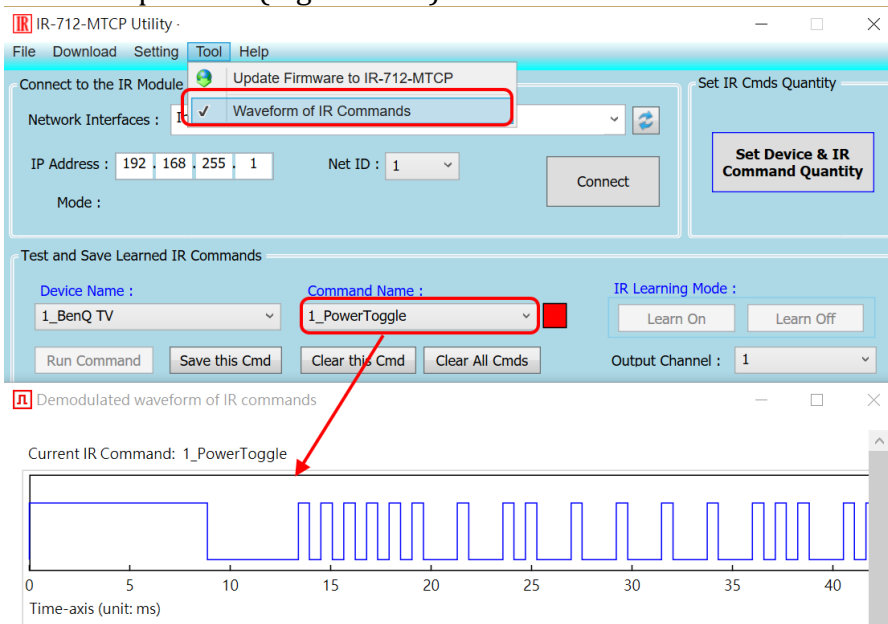 IR IR-712-MTCP Utility -
File Download Setting Tool Help
Update Firmware to IR-712-MTCP
✓ Waveform of IR Commands
Connect to the IR Module
Set IR Cmds Quantity
Network Interfaces :
IP Address : 192 . 168 . 255 . 1 Net ID : 1
Connect
Set Device & IR
Command Quantity
Mode :
Test and Save Learned IR Commands
Device Name : Command Name : IR Learning Mode :
1_BenQ TV 1_PowerToggle Learn On Learn Off
Run Command Save this Cmd Clear this Cmd Clear All Cmds Output Channel : 1
Demodulated waveform of IR commands
Current IR Command: 1_PowerToggle
0 5 10 15 20 25 30 35 40
Time-axis (unit: ms)